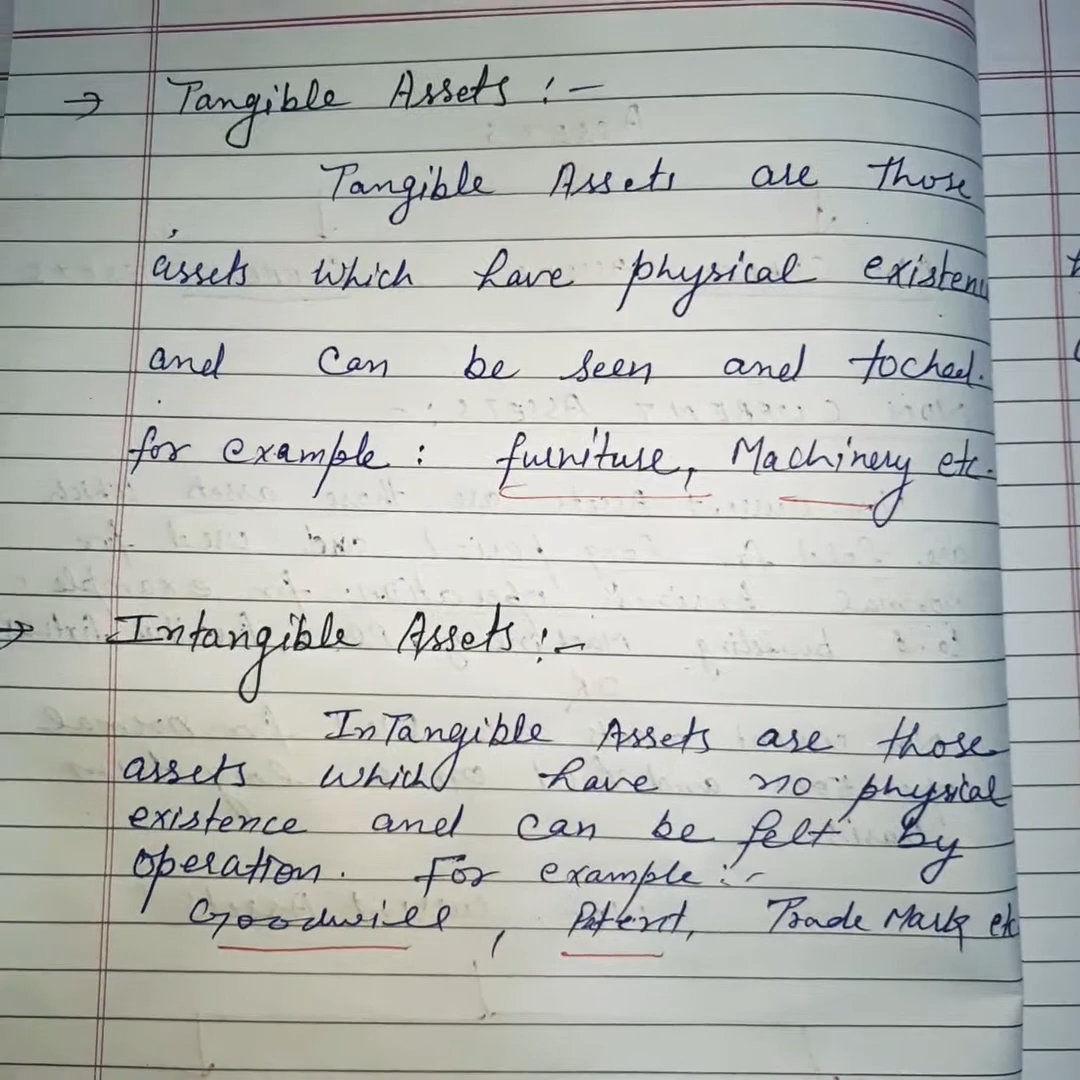 → Tangible Assets :-
Tangible Assets are those
assets which have physical existenc
and can be seen and toched.
for example : furniture, Machinery etc.
→ Intangible Assets :-
InTangible Assets are those
assets which have no physical
existence and can be felt by
operation. For example :-
Goodwill, Patent, Trade Mark etc